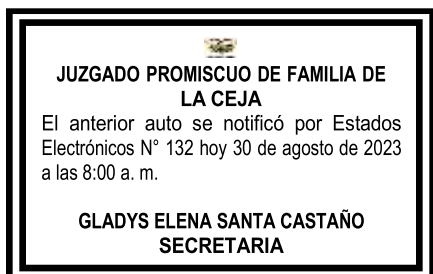 JUZGADO PROMISCUO DE FAMILIA DE
LA CEJA
El anterior auto se notificó por Estados
Electrónicos N° 132 hoy 30 de agosto de 2023
a las 8:00 a. m.
GLADYS ELENA SANTA CASTAÑO
SECRETARIA